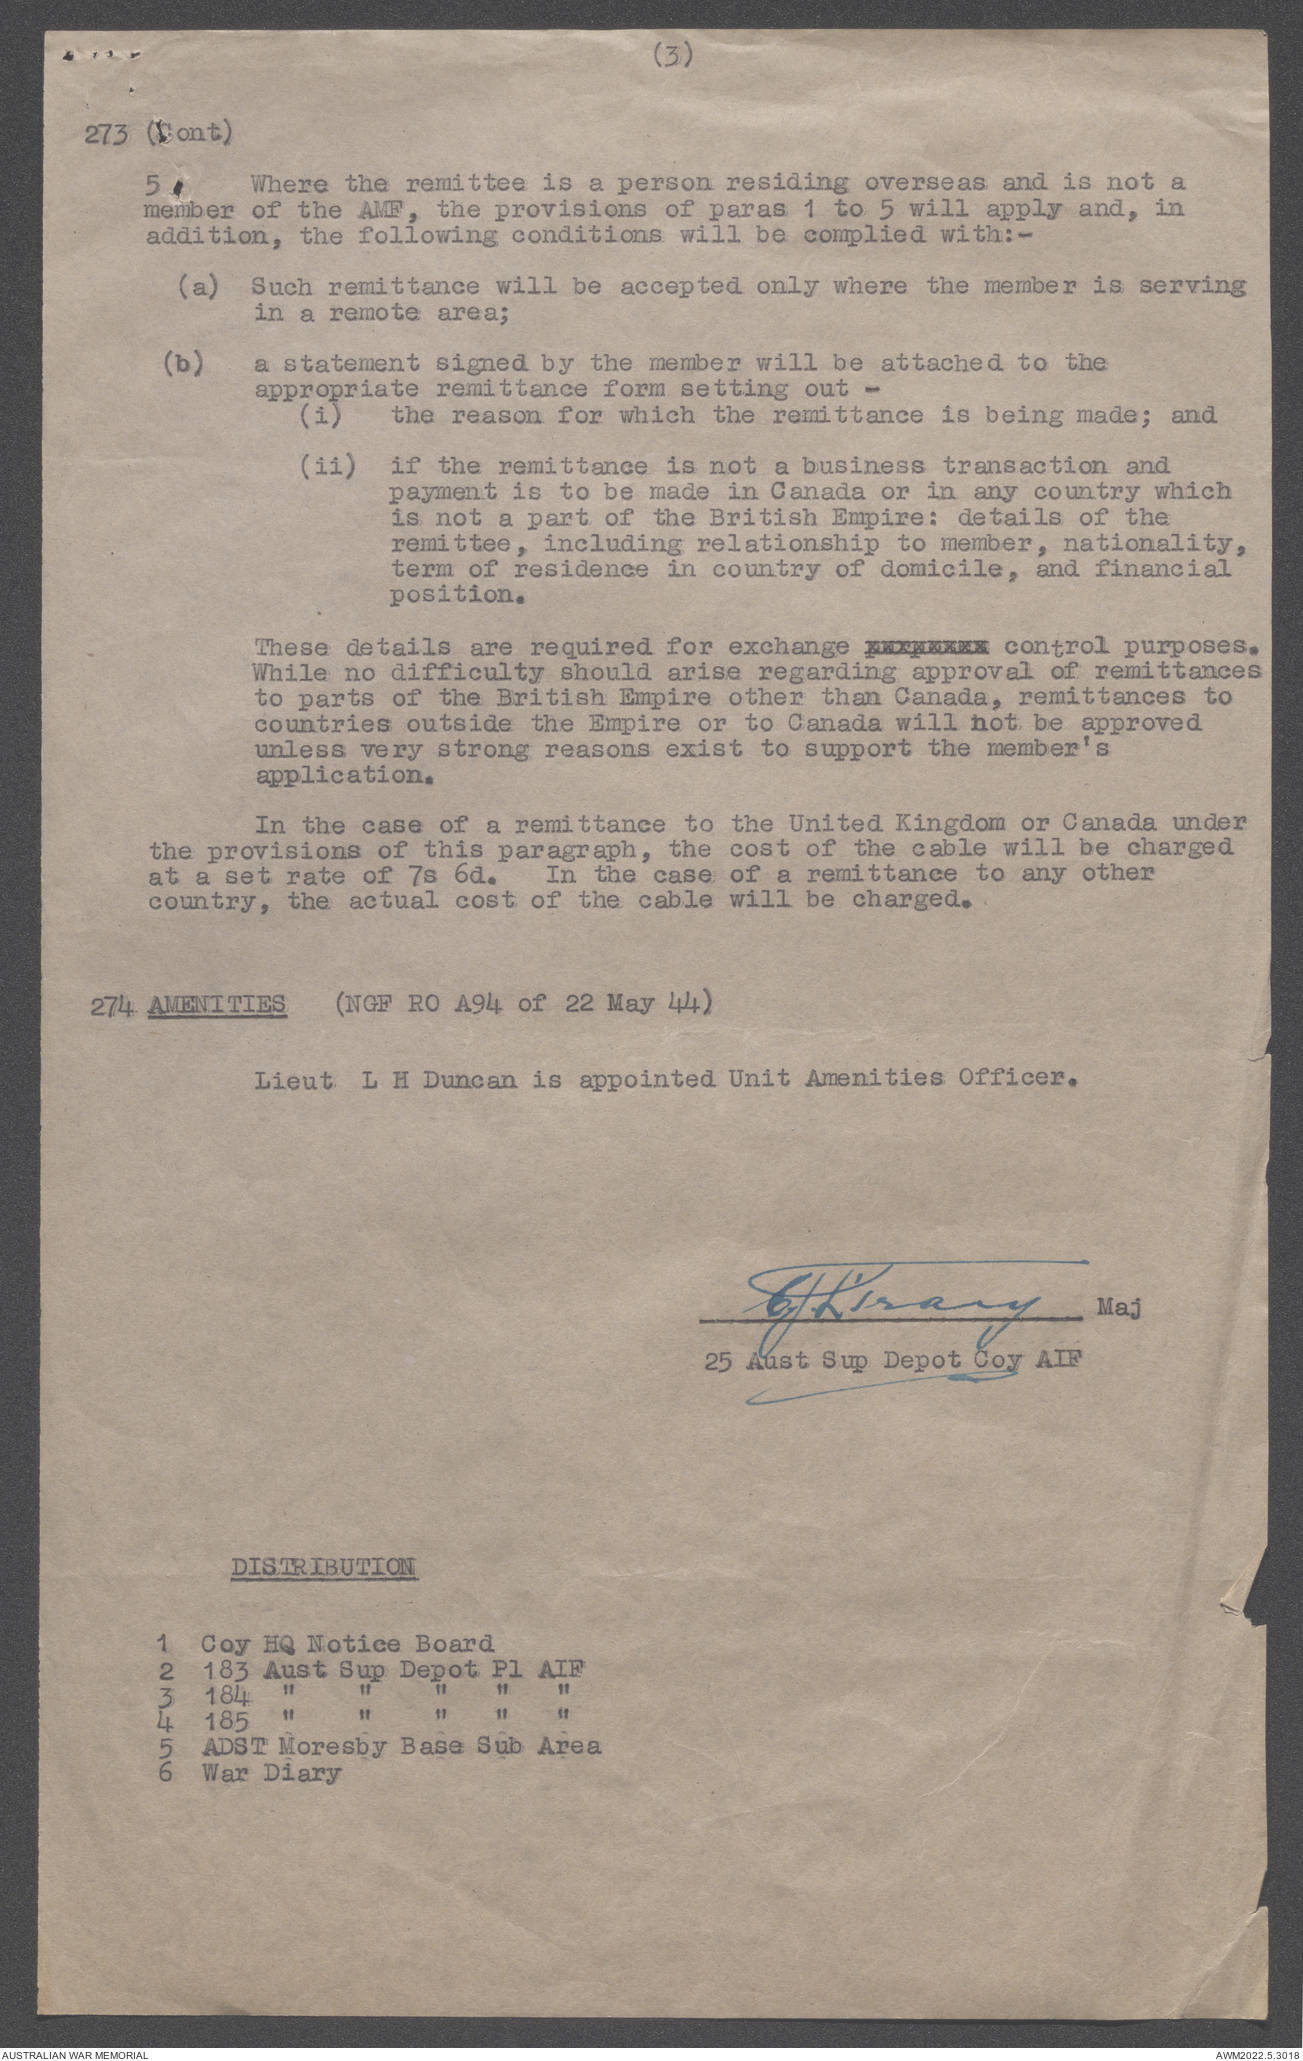 (3)
273 (Cont)
5. Where the remittee is a person residing overseas and is not a
member of the AMF, the provisions of paras 1 to 5 will apply and, in
addition, the following conditions will be complied with:-
(a) Such remittance will be accepted only where the member is serving
in a remote area;
(b) a statement signed by the member will be attached to the
appropriate remittance form setting out -
(i) the reason for which the remittance is being made; and
(ii) if the remittance is not a business transaction and
payment is to be made in Canada or in any country which
is not a part of the British Empire: details of the
remittee, including relationship to member, nationality,
term of residence in country of domicile, and financial
position.
These details are required for exchange control purposes.
While no difficulty should arise regarding approval of remittances
to parts of the British Empire other than Canada, remittances to
countries outside the Empire or to Canada will not be approved
unless very strong reasons exist to support the member's
application.
In the case of a remittance to the United Kingdom or Canada under
the provisions of this paragraph, the cost of the cable will be charged
at a set rate of 7s 6d. In the case of a remittance to any other
country, the actual cost of the cable will be charged.
274 AMENITIES (NGF RO A94 of 22 May 44)
Lieut L H Duncan is appointed Unit Amenities Officer.
Maj
25 Aust Sup Depot Coy AIF
DISTRIBUTION
1 Coy HQ Notice Board
2 183 Aust Sup Depot Pl AIF
3 184 " " " " "
4 185 " " " " "
5 ADST Moresby Base Sub Area
6 War Diary
AUSTRALIAN WAR MEMORIAL
AWM2022.5.3018